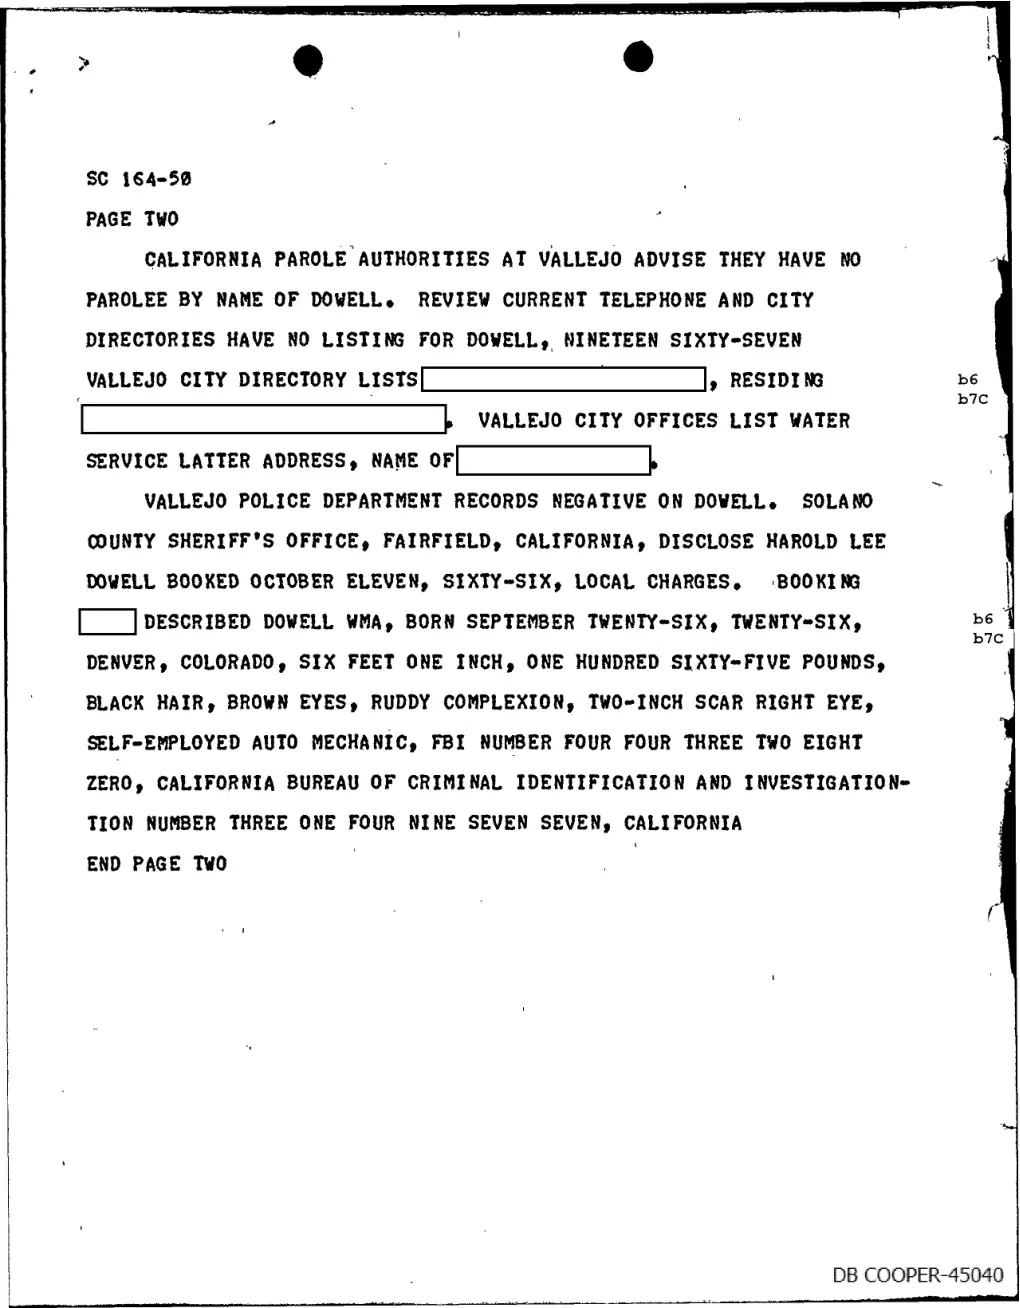 SC 164-50
PAGE TWO
CALIFORNIA PAROLE AUTHORITIES AT VALLEJO ADVISE THEY HAVE NO
PAROLEE BY NAME OF DOWELL. REVIEW CURRENT TELEPHONE AND CITY
DIRECTORIES HAVE NO LISTING FOR DOWELL, NINETEEN SIXTY-SEVEN
VALLEJO CITY DIRECTORY LISTS , RESIDING
b6
b7C
. VALLEJO CITY OFFICES LIST WATER
SERVICE LATTER ADDRESS, NAME OF .
VALLEJO POLICE DEPARTMENT RECORDS NEGATIVE ON DOWELL. SOLANO
COUNTY SHERIFF'S OFFICE, FAIRFIELD, CALIFORNIA, DISCLOSE HAROLD LEE
DOWELL BOOKED OCTOBER ELEVEN, SIXTY-SIX, LOCAL CHARGES. BOOKING
DESCRIBED DOWELL WMA, BORN SEPTEMBER TWENTY-SIX, TWENTY-SIX,
b6
b7C
DENVER, COLORADO, SIX FEET ONE INCH, ONE HUNDRED SIXTY-FIVE POUNDS,
BLACK HAIR, BROWN EYES, RUDDY COMPLEXION, TWO-INCH SCAR RIGHT EYE,
SELF-EMPLOYED AUTO MECHANIC, FBI NUMBER FOUR FOUR THREE TWO EIGHT
ZERO, CALIFORNIA BUREAU OF CRIMINAL IDENTIFICATION AND INVESTIGATION-
TION NUMBER THREE ONE FOUR NINE SEVEN SEVEN, CALIFORNIA
END PAGE TWO
DB COOPER-45040